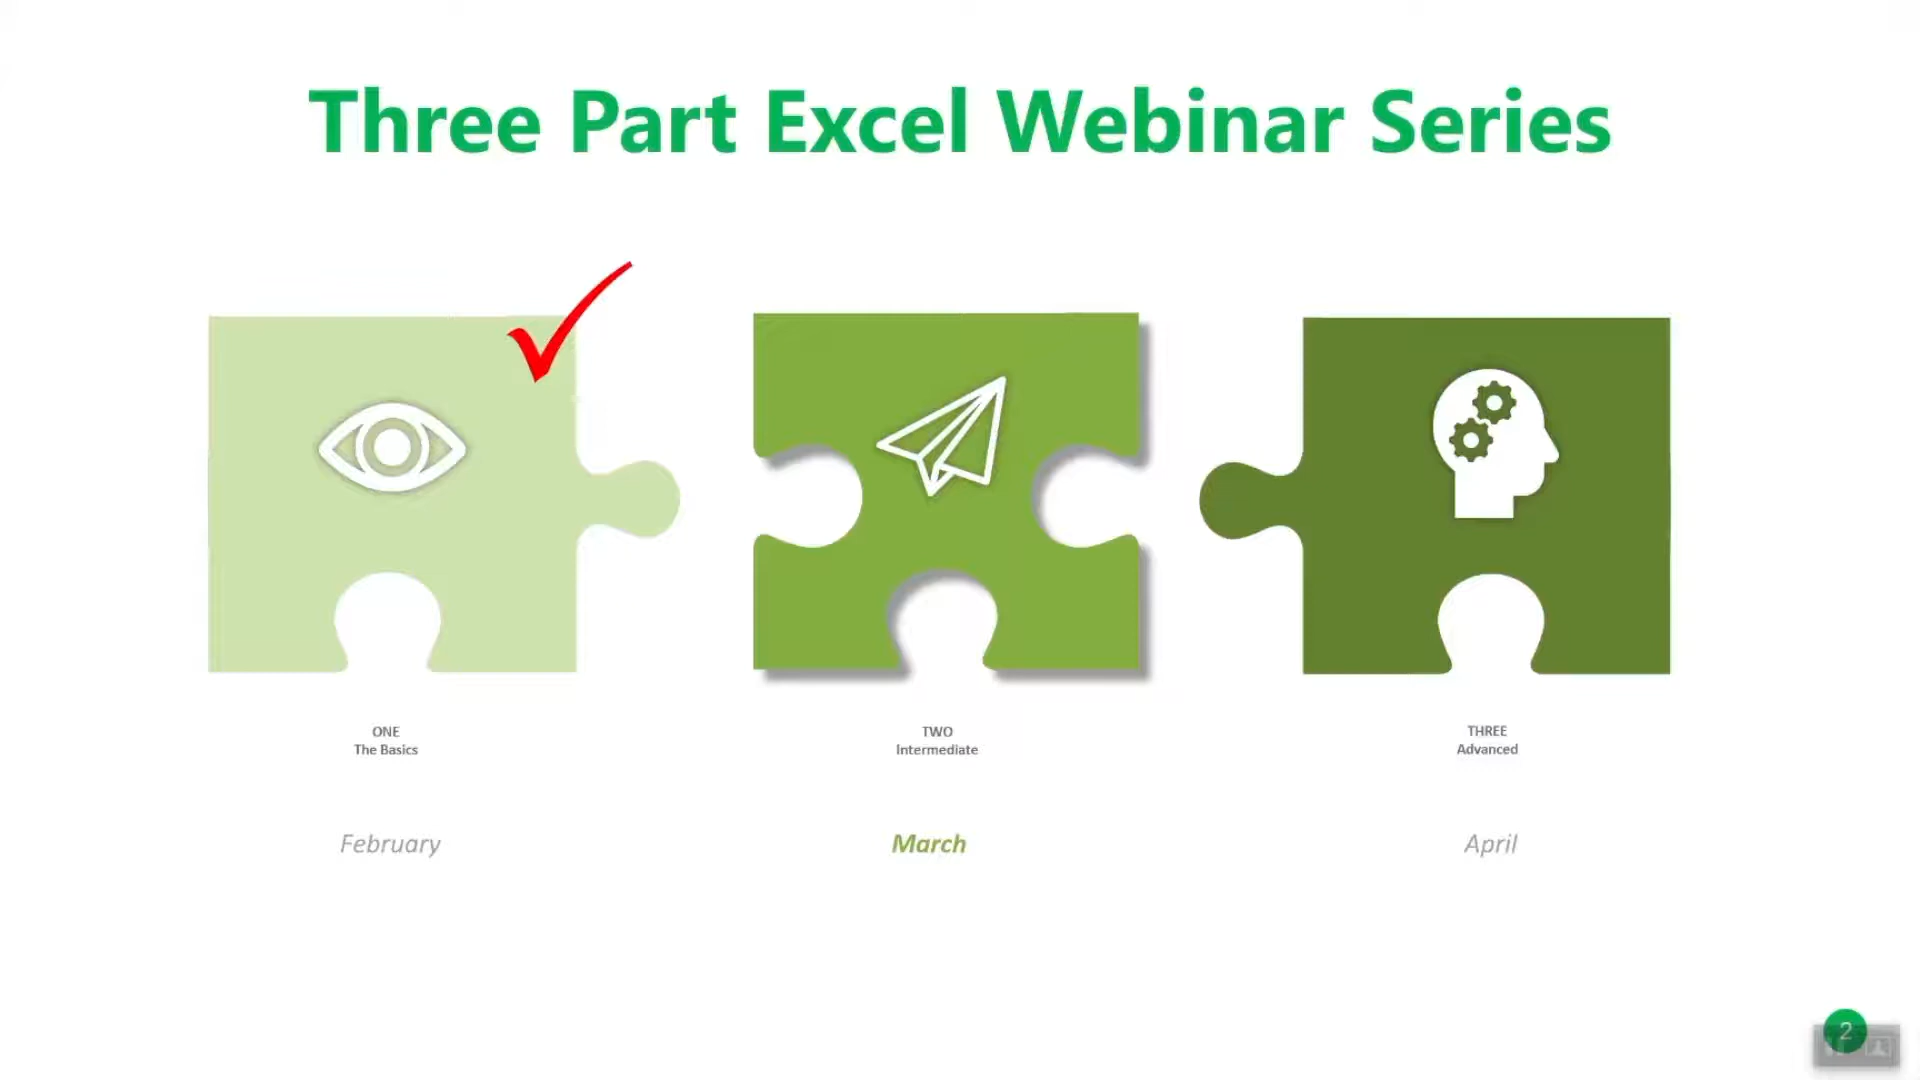 Three Part Excel Webinar Series
ONE
The Basics
TWO
Intermediate
THREE
Advanced
February
March
April
2